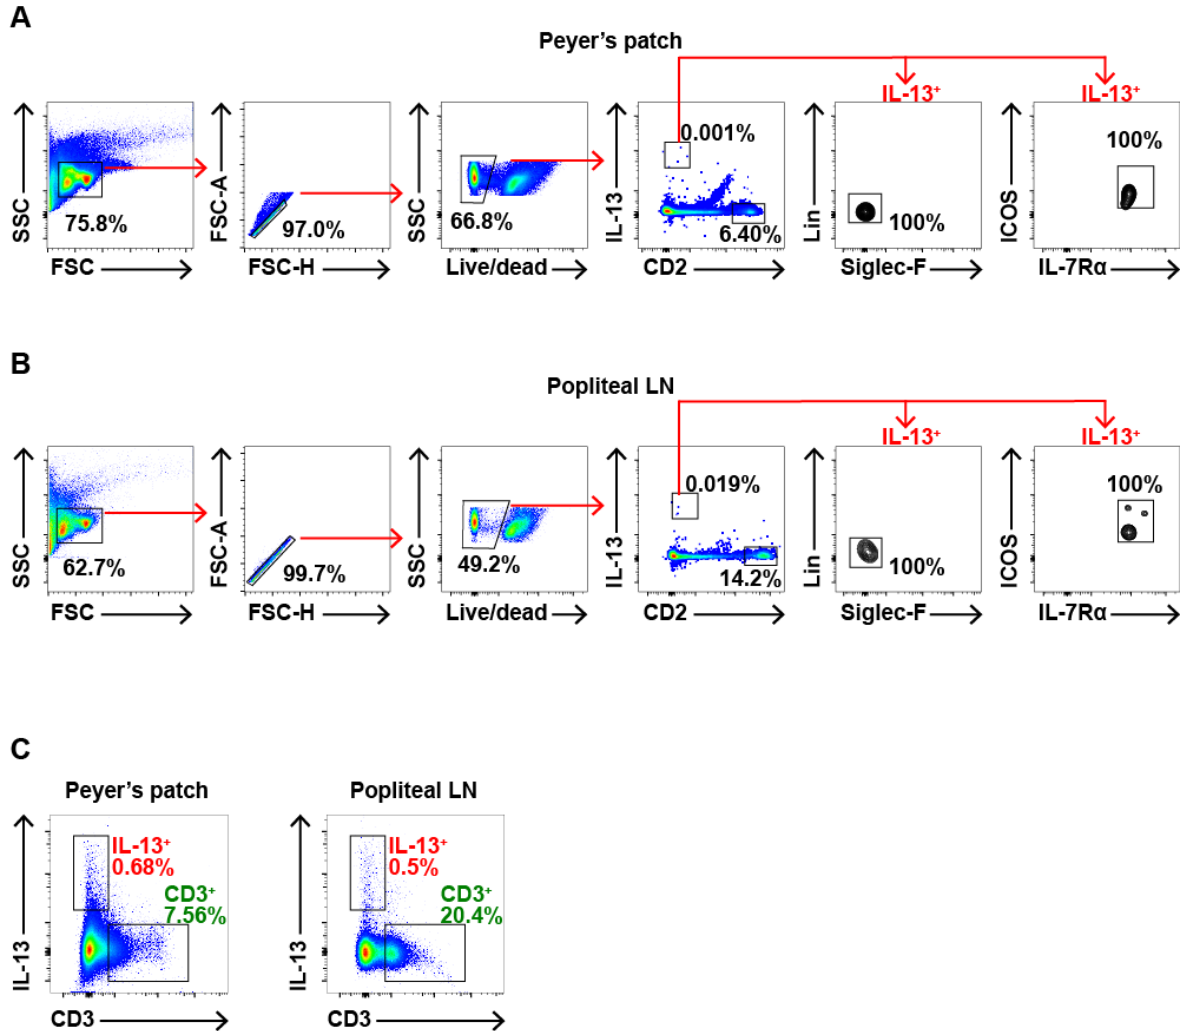 A
Peyer's patch
IL-13⁺
IL-13⁺
SSC
75.8%
FSC
FSC-A
97.0%
FSC-H
SSC
66.8%
Live/dead
IL-13
0.001%
6.40%
CD2
Lin
100%
Siglec-F
ICOS
100%
IL-7Rα
B
Popliteal LN
IL-13⁺
IL-13⁺
SSC
62.7%
FSC
FSC-A
99.7%
FSC-H
SSC
49.2%
Live/dead
IL-13
0.019%
14.2%
CD2
Lin
100%
Siglec-F
ICOS
100%
IL-7Rα
C
Peyer's patch
IL-13
IL-13⁺
0.68%
CD3⁺
7.56%
CD3
Popliteal LN
IL-13
IL-13⁺
0.5%
CD3⁺
20.4%
CD3